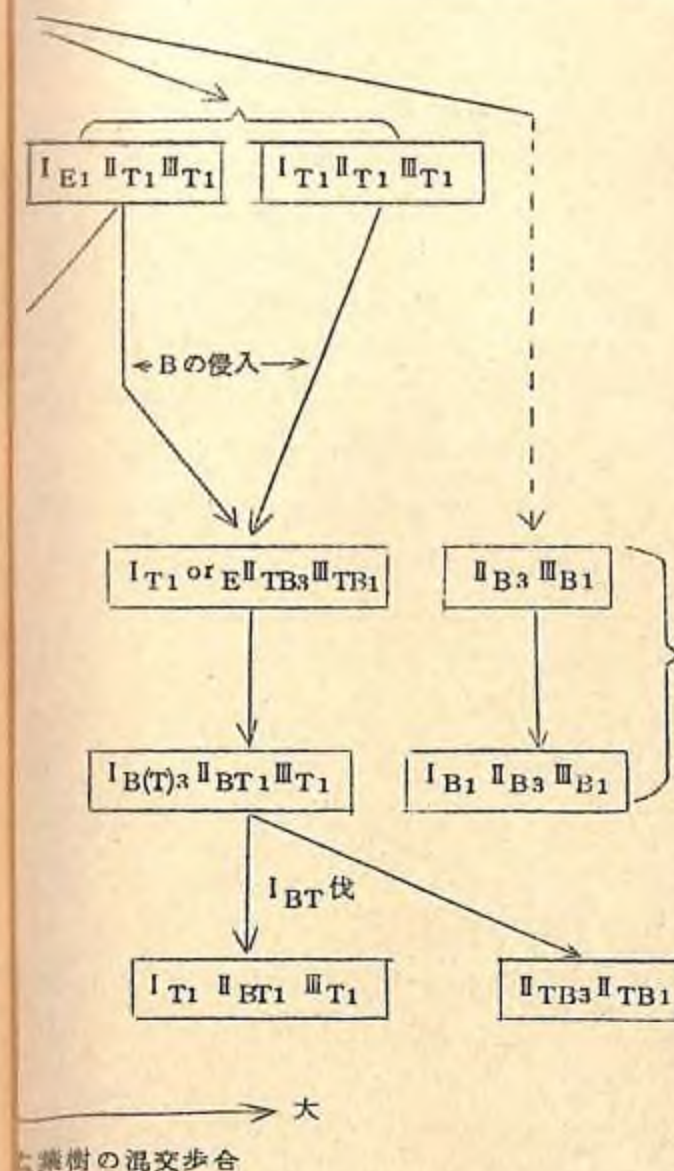 Ⅰ E1 Ⅱ T1 Ⅲ T1
Ⅰ T1 Ⅱ T1 Ⅲ T1
Bの侵入
Ⅰ T1 or E Ⅱ TB3 Ⅲ TB1
Ⅱ B3 Ⅲ B1
Ⅰ B(T)3 Ⅱ BT1 Ⅲ T1
Ⅰ B1 Ⅱ B3 Ⅲ B1
Ⅰ BT 伐
Ⅰ T1 Ⅱ BT1 Ⅲ T1
Ⅱ TB3 Ⅱ TB1
大
葉樹の混交歩合